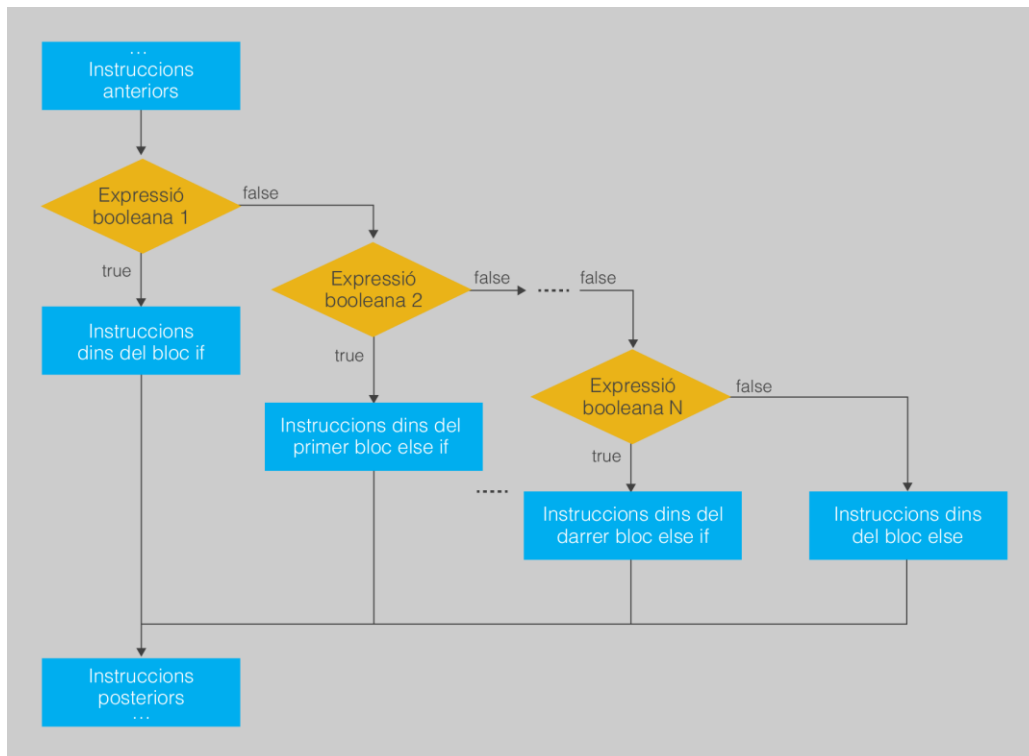 ...
Instruccions
anteriors
Expressió
booleana 1
false
true
Instruccions
dins del bloc if
Expressió
booleana 2
false
true
Instruccions dins del
primer bloc else if
.....
false
.....
Expressió
booleana N
false
true
Instruccions dins del
darrer bloc else if
Instruccions dins
del bloc else
Instruccions
posteriors
...